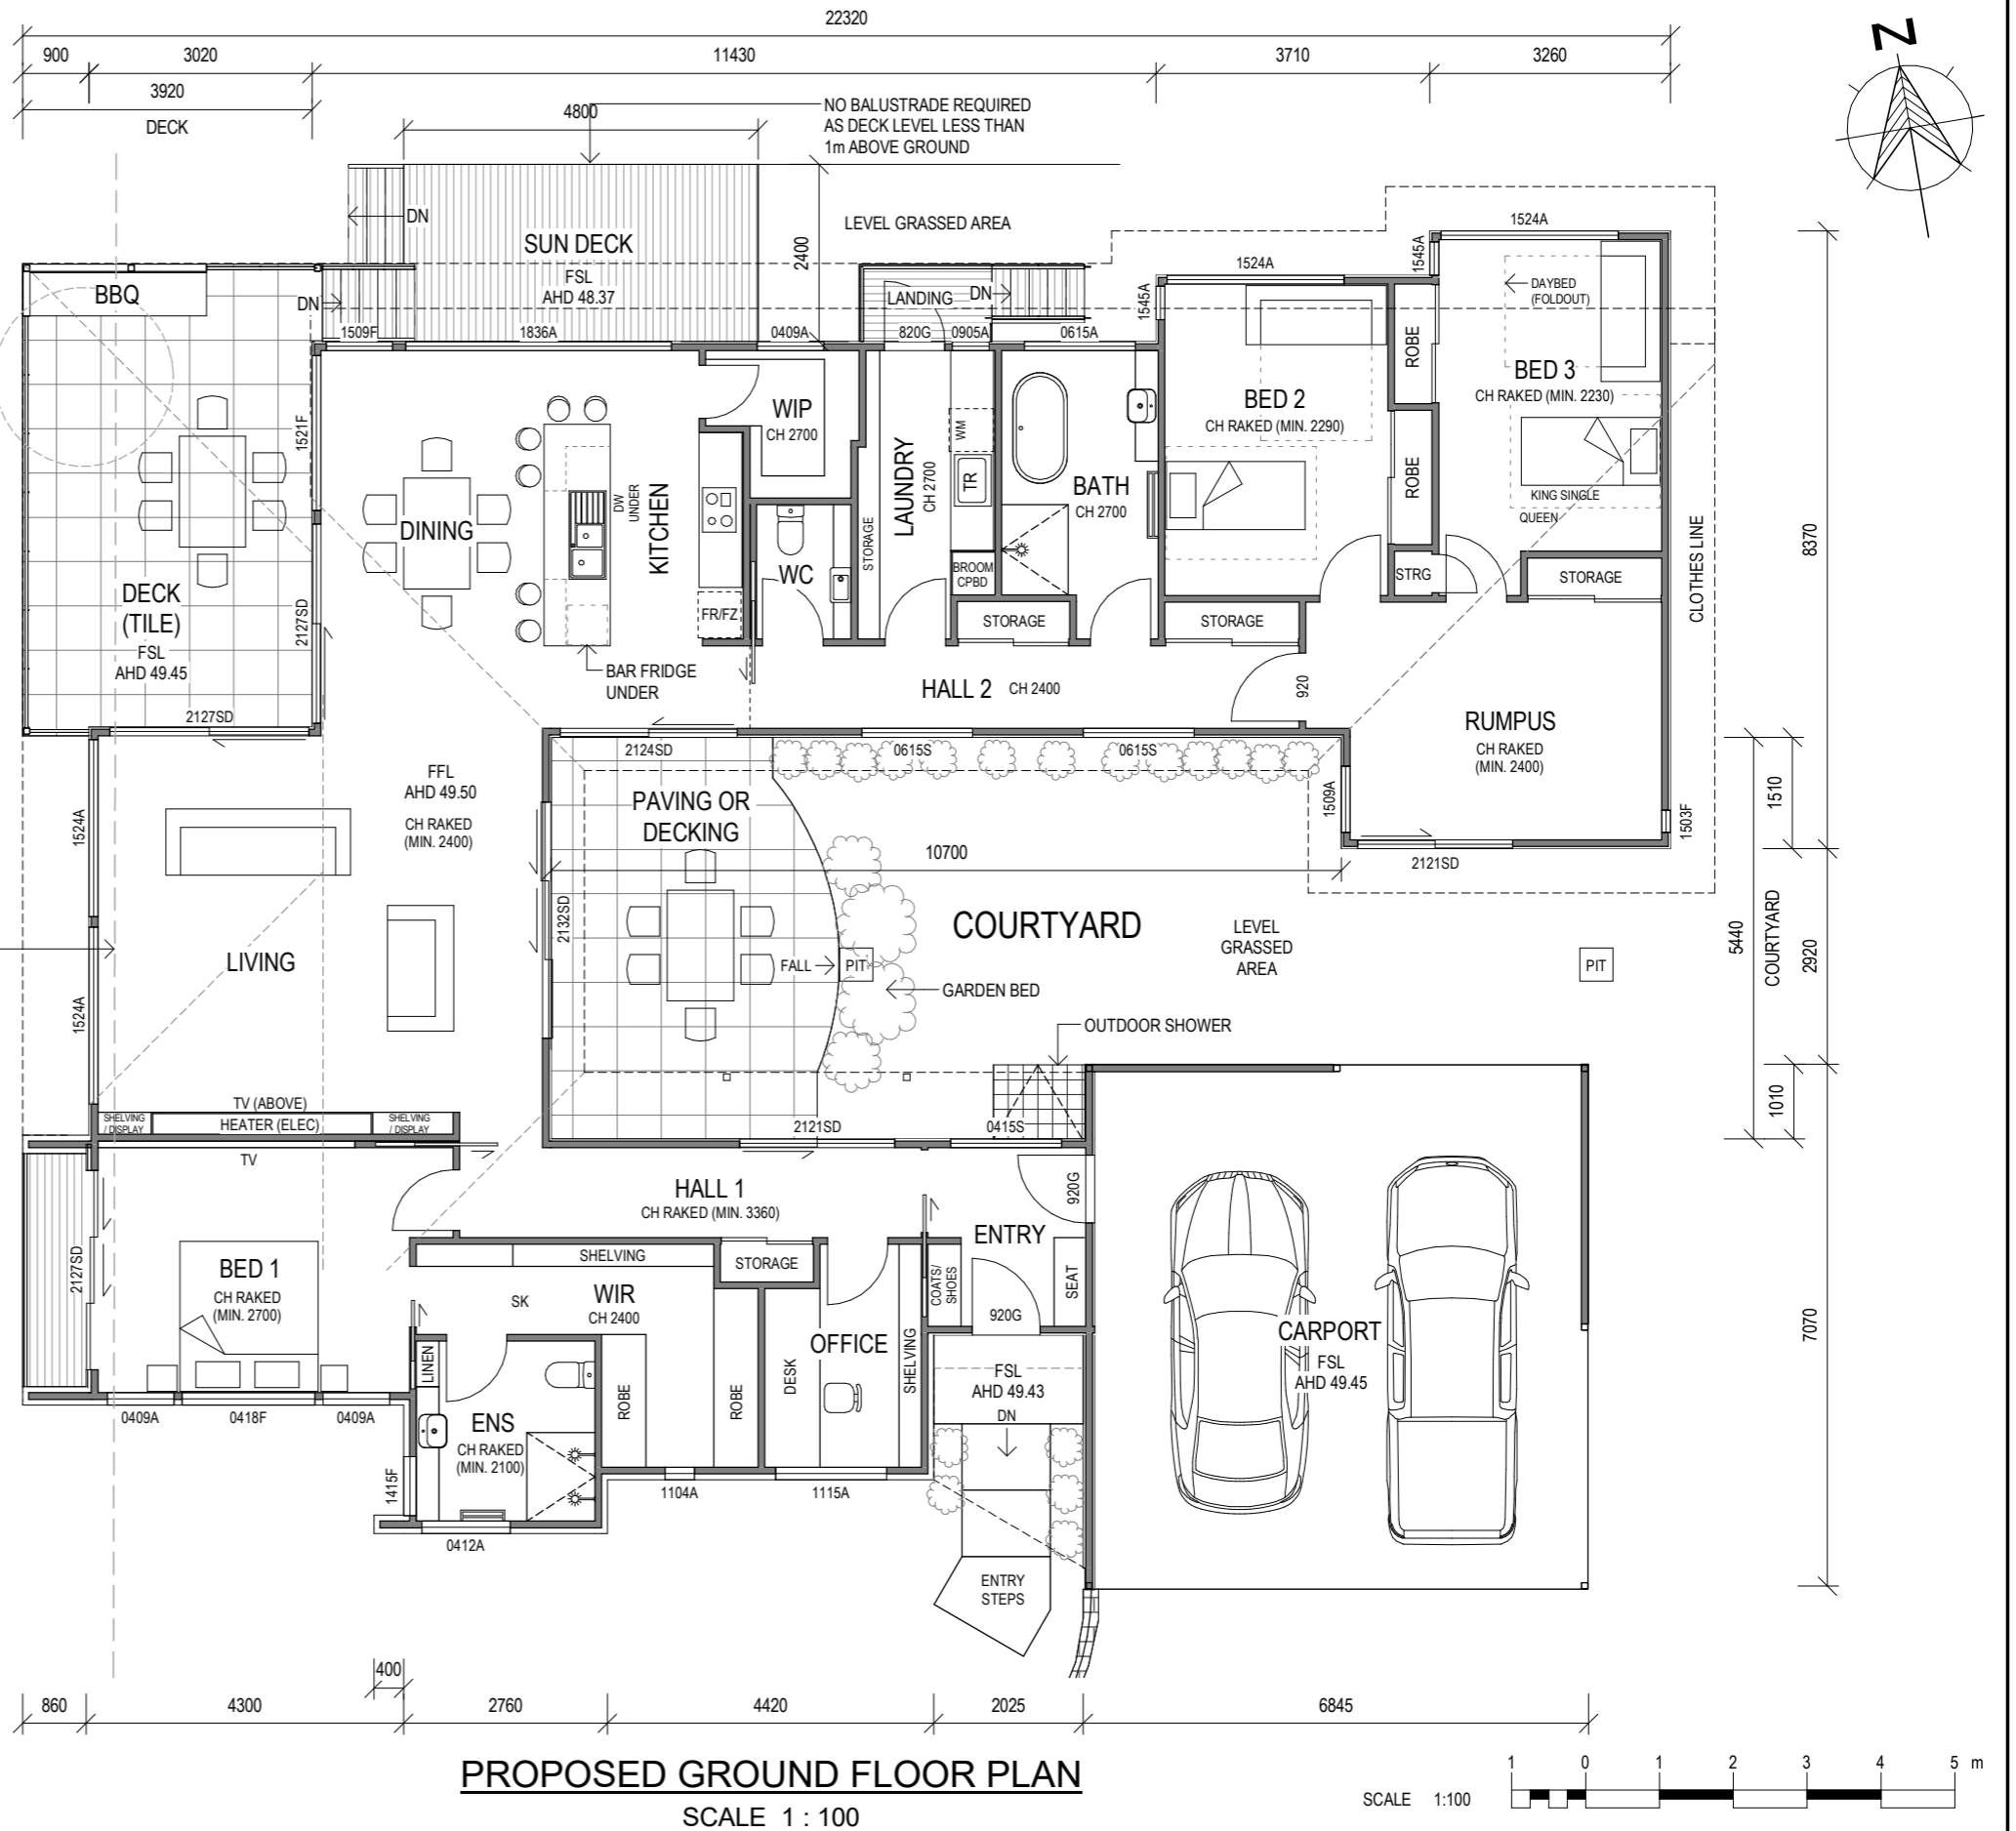 22320
900
3020
11430
3710
3260
3920
DECK
4800
NO BALUSTRADE REQUIRED
AS DECK LEVEL LESS THAN
1m ABOVE GROUND
N
DN
SUN DECK
FSL
AHD 48.37
2400
LEVEL GRASSED AREA
1524A
1545A
1524A
1545A
BBQ
DN
LANDING
DN
DAYBED
(FOLDOUT)
1509F
1836A
0409A
820G
0905A
0615A
ROBE
BED 3
CH RAKED (MIN. 2230)
WIP
CH 2700
BED 2
CH RAKED (MIN. 2290)
1521F
WM
LAUNDRY
CH 2700
TR
BATH
CH 2700
ROBE
KING SINGLE
QUEEN
DINING
DW
UNDER
KITCHEN
STORAGE
WC
BROOM
CPBD
STRG
STORAGE
8370
CLOTHES LINE
DECK
(TILE)
FSL
AHD 49.45
2127SD
FR/FZ
STORAGE
STORAGE
BAR FRIDGE
UNDER
HALL 2 CH 2400
920
2127SD
RUMPUS
CH RAKED
(MIN. 2400)
2124SD
0615S
0615S
FFL
AHD 49.50
CH RAKED
(MIN. 2400)
PAVING OR
DECKING
1524A
1509A
1503F
1510
10700
2121SD
2132SD
COURTYARD
LEVEL
GRASSED
AREA
5440
COURTYARD
2920
LIVING
FALL
PIT
PIT
GARDEN BED
1524A
OUTDOOR SHOWER
TV (ABOVE)
SHELVING
/ DISPLAY
HEATER (ELEC)
SHELVING
/ DISPLAY
2121SD
0415S
1010
TV
HALL 1
CH RAKED (MIN. 3360)
920G
ENTRY
2127SD
BED 1
CH RAKED
(MIN. 2700)
SHELVING
STORAGE
SK
WIR
CH 2400
COATS/
SHOES
SEAT
920G
OFFICE
CARPORT
FSL
AHD 49.45
7070
LINEN
DESK
SHELVING
FSL
AHD 49.43
DN
0409A
0418F
0409A
ENS
CH RAKED
(MIN. 2100)
ROBE
ROBE
1415F
1104A
1115A
0412A
ENTRY
STEPS
400
860
4300
2760
4420
2025
6845
PROPOSED GROUND FLOOR PLAN
SCALE 1 : 100
SCALE 1:100
1 0 1 2 3 4 5 m